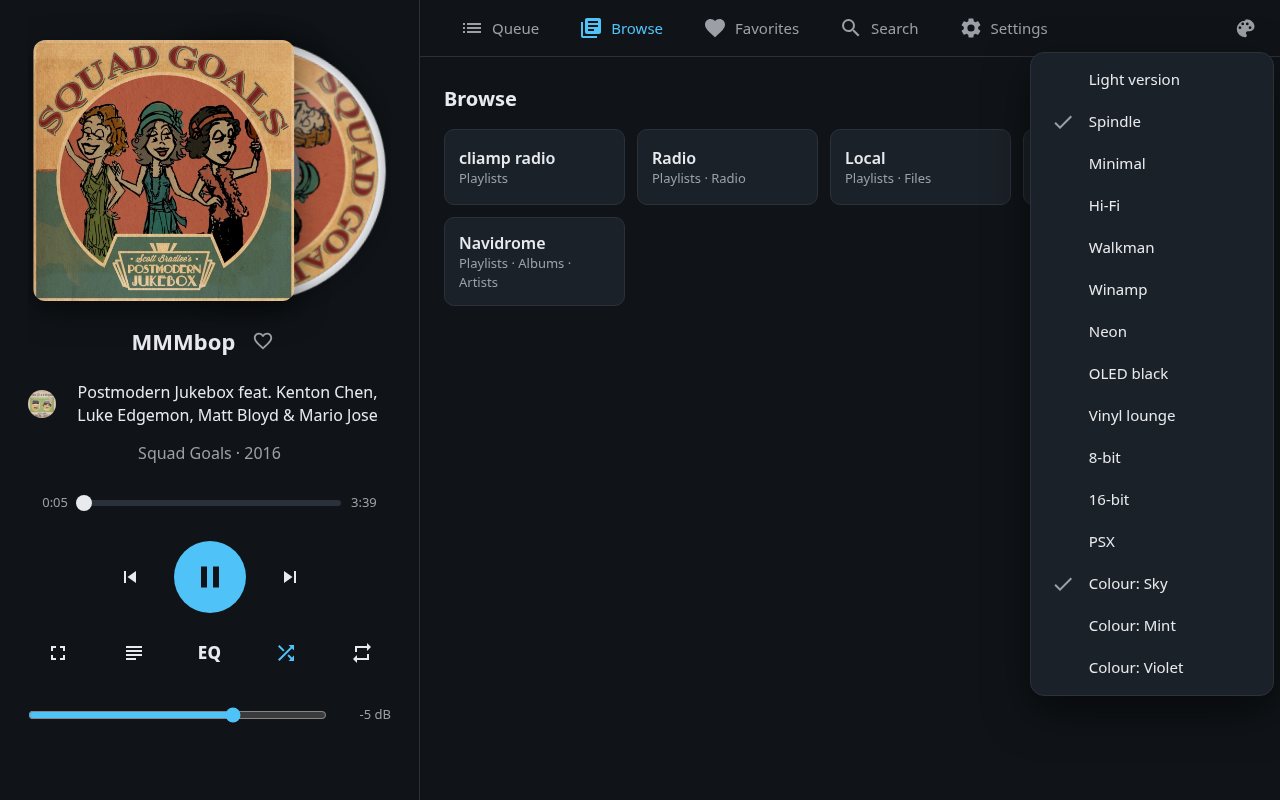 SQUAD GOALS
SQUAD GOALS
Scott Bradlee's
POSTMODERN
JUKEBOX
MMMbop
Postmodern Jukebox feat. Kenton Chen,
Luke Edgemon, Matt Bloyd & Mario Jose
Squad Goals · 2016
0:05
3:39
EQ
-5 dB
Queue
Browse
Favorites
Search
Settings
Browse
cliamp radio
Playlists
Radio
Playlists · Radio
Local
Playlists · Files
Navidrome
Playlists · Albums ·
Artists
Light version
Spindle
Minimal
Hi-Fi
Walkman
Winamp
Neon
OLED black
Vinyl lounge
8-bit
16-bit
PSX
Colour: Sky
Colour: Mint
Colour: Violet